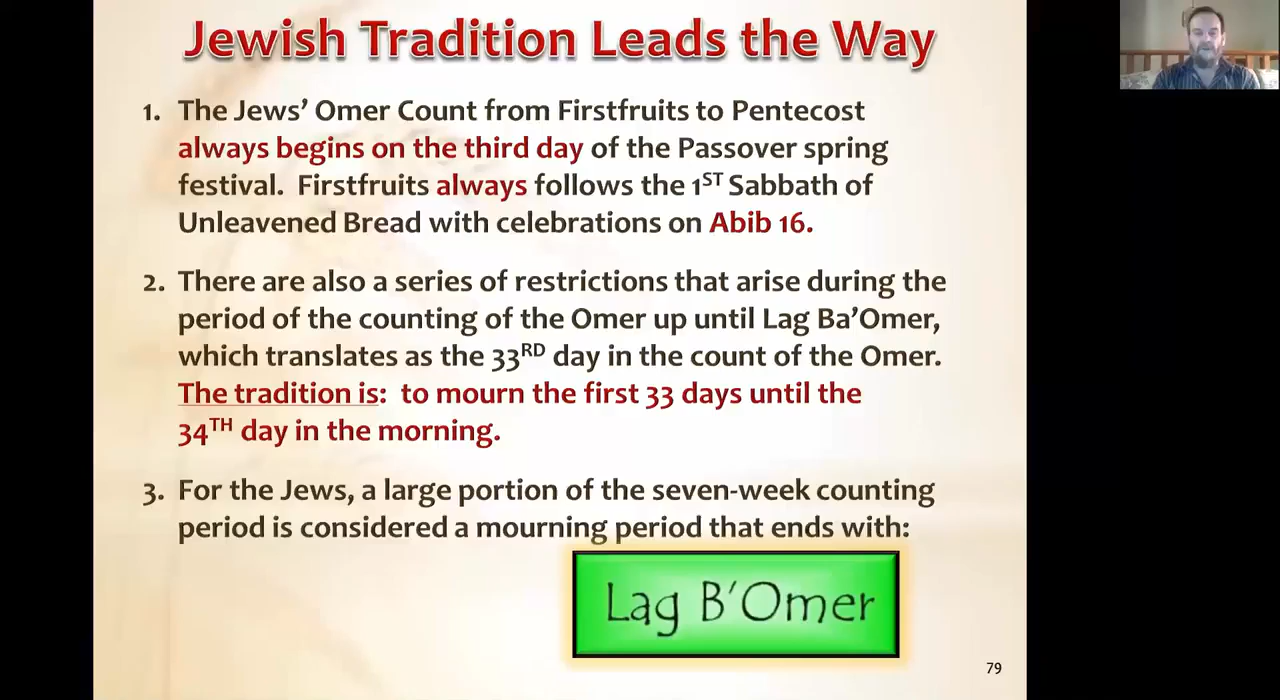 Jewish Tradition Leads the Way
1. The Jews' Omer Count from Firstfruits to Pentecost
always begins on the third day of the Passover spring
festival. Firstfruits always follows the 1ST Sabbath of
Unleavened Bread with celebrations on Abib 16.
2. There are also a series of restrictions that arise during the
period of the counting of the Omer up until Lag Ba'Omer,
which translates as the 33RD day in the count of the Omer.
The tradition is: to mourn the first 33 days until the
34TH day in the morning.
3. For the Jews, a large portion of the seven-week counting
period is considered a mourning period that ends with:
Lag B'Omer
79